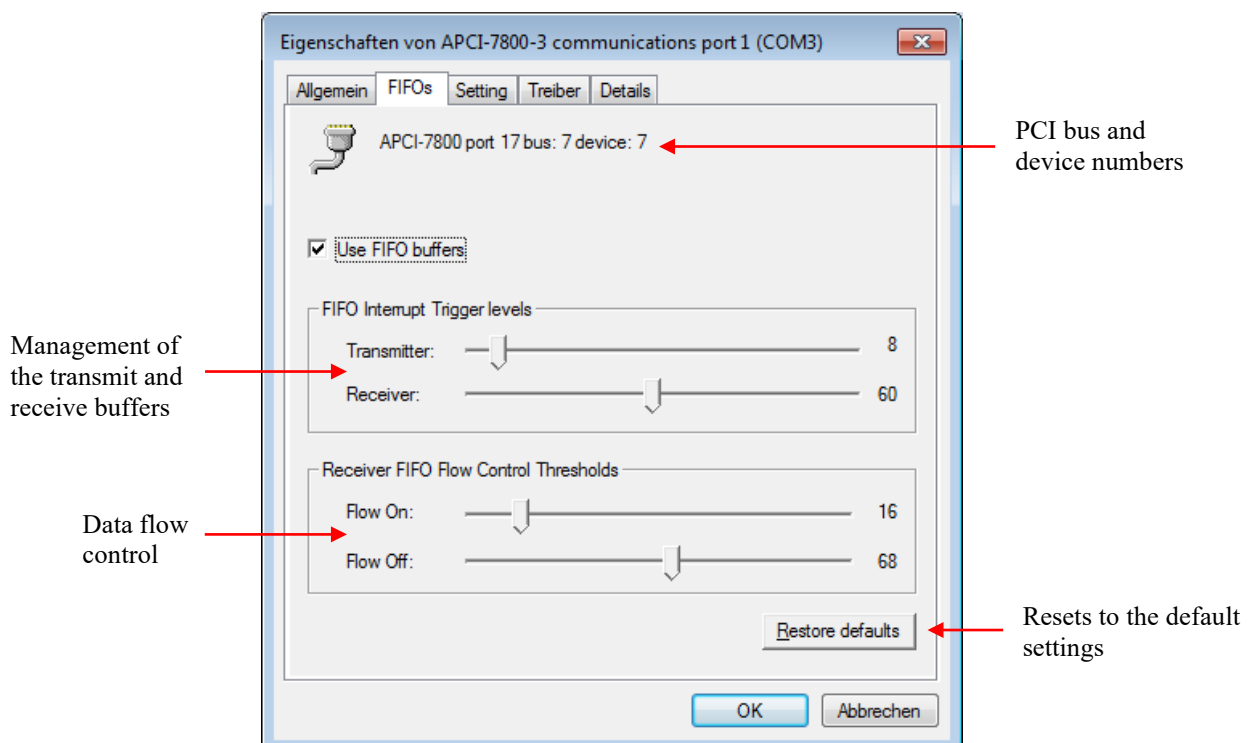 Eigenschaften von APCI-7800-3 communications port 1 (COM3)
Allgemein FIFOs Setting Treiber Details
APCI-7800 port 17 bus: 7 device: 7
PCI bus and
device numbers
Use FIFO buffers
FIFO Interrupt Trigger levels
Management of
the transmit and
receive buffers
Transmitter: 8
Receiver: 60
Receiver FIFO Flow Control Thresholds
Data flow
control
Flow On: 16
Flow Off: 68
Restore defaults
Resets to the default
settings
OK Abbrechen